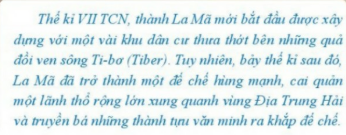 Thế kỉ VII TCN, thành La Mã mới bắt đầu được xây
dựng với một vài khu dân cư thưa thớt bên những quả
đồi ven sông Ti-bơ (Tiber). Tuy nhiên, bảy thế kỉ sau đó,
La Mã đã trở thành một đế chế hùng mạnh, cai quản
một lãnh thổ rộng lớn xung quanh vùng Địa Trung Hải
và truyền bá những thành tựu văn minh ra khắp đế chế.